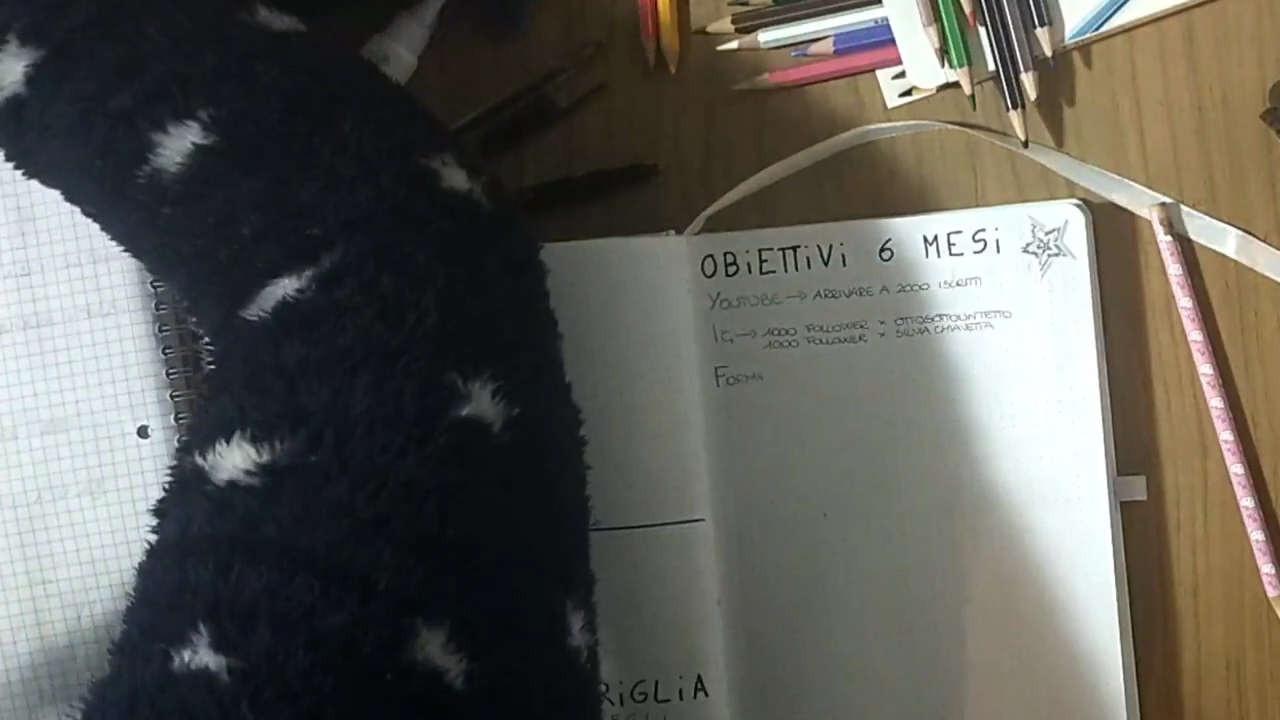 OBiETTiVi 6 MESi
YOUTUBE → ARRIVARE A 2000 ISCRITTI
IG → 1000 FOLLOWER × OTTOSOTTOUNTETTO
1000 FOLLOWER × SILVIA CHIAVETTA
FORMA
RiGLiA